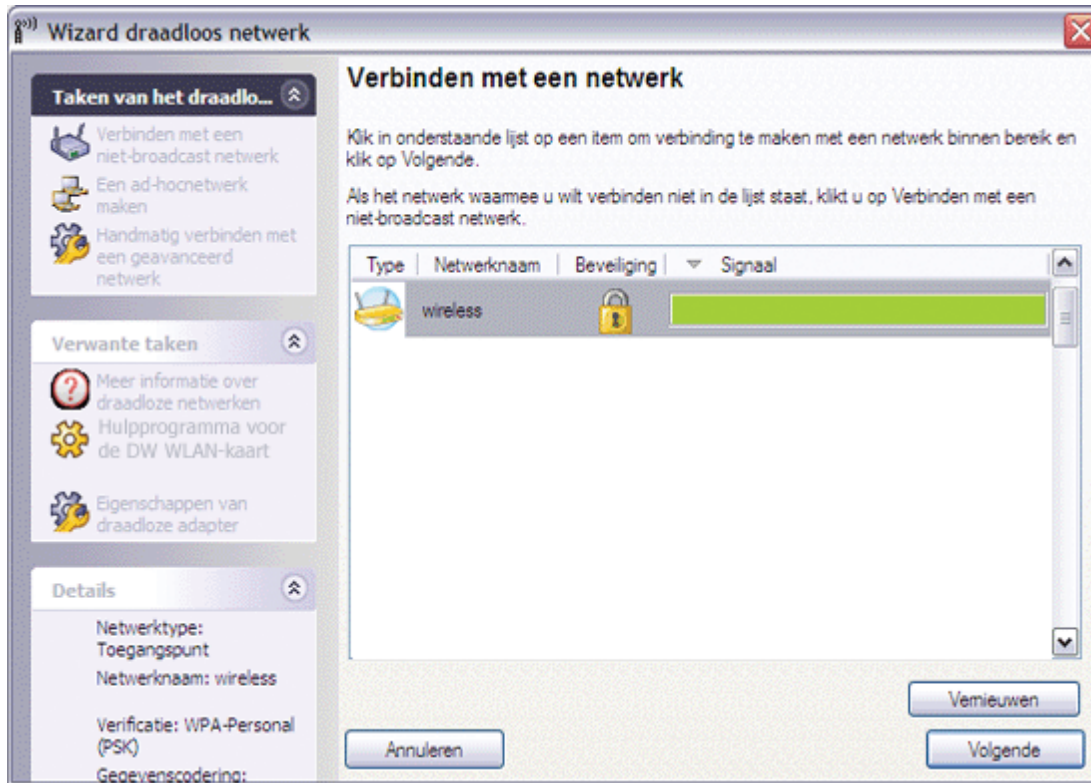 Wizard draadloos netwerk
Taken van het draadlo...
Verbinden met een
niet-broadcast netwerk
Een ad-hocnetwerk
maken
Handmatig verbinden met
een geavanceerd
netwerk
Verwante taken
Meer informatie over
draadloze netwerken
Hulpprogramma voor
de DW WLAN-kaart
Eigenschappen van
draadloze adapter
Details
Netwerktype:
Toegangspunt
Netwerknaam: wireless
Verificatie: WPA-Personal
(PSK)
Gegevenscodering:
Verbinden met een netwerk
Klik in onderstaande lijst op een item om verbinding te maken met een netwerk binnen bereik en
klik op Volgende.
Als het netwerk waarmee u wilt verbinden niet in de lijst staat, klikt u op Verbinden met een
niet-broadcast netwerk.
Type Netwerknaam Beveiliging Signaal
wireless
Vernieuwen
Annuleren Volgende